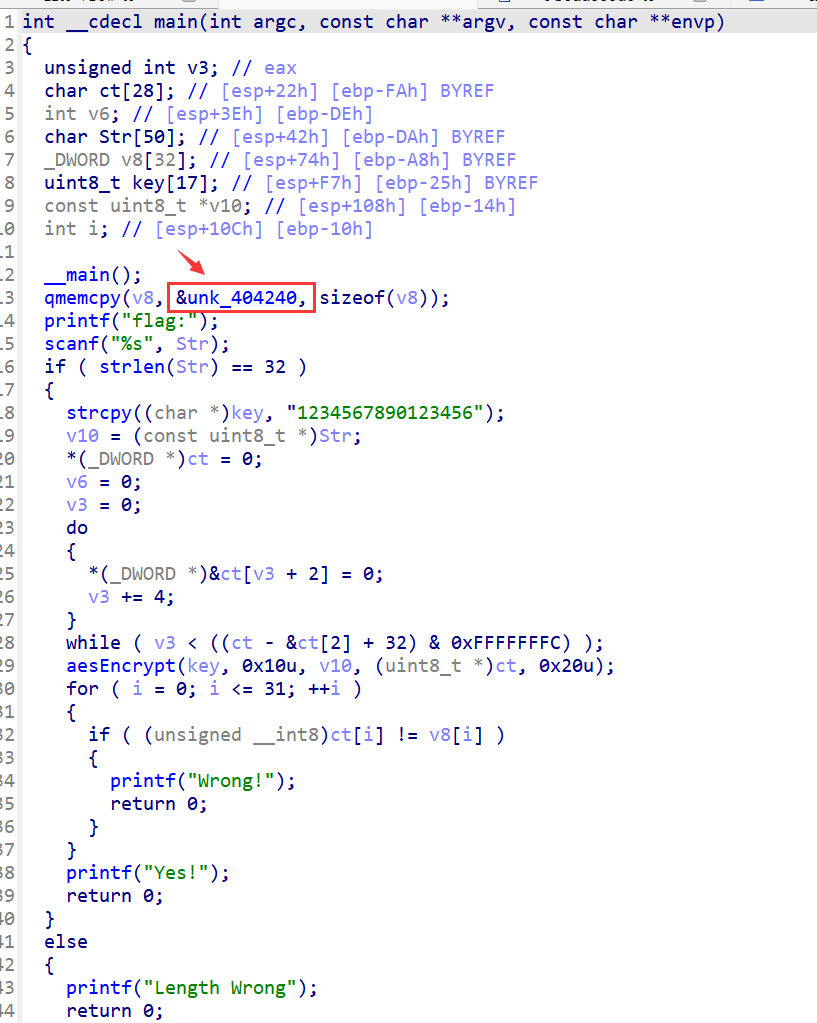 1 int __cdecl main(int argc, const char **argv, const char **envp)
2 {
3   unsigned int v3; // eax
4   char ct[28]; // [esp+22h] [ebp-FAh] BYREF
5   int v6; // [esp+3Eh] [ebp-DEh]
6   char Str[50]; // [esp+42h] [ebp-DAh] BYREF
7   _DWORD v8[32]; // [esp+74h] [ebp-A8h] BYREF
8   uint8_t key[17]; // [esp+F7h] [ebp-25h] BYREF
9   const uint8_t *v10; // [esp+108h] [ebp-14h]
10   int i; // [esp+10Ch] [ebp-10h]
11
12   __main();
13   qmemcpy(v8, &unk_404240, sizeof(v8));
14   printf("flag:");
15   scanf("%s", Str);
16   if ( strlen(Str) == 32 )
17   {
18     strcpy((char *)key, "1234567890123456");
19     v10 = (const uint8_t *)Str;
20     *(_DWORD *)ct = 0;
21     v6 = 0;
22     v3 = 0;
23     do
24     {
25       *(_DWORD *)&ct[v3 + 2] = 0;
26       v3 += 4;
27     }
28     while ( v3 < ((ct - &ct[2] + 32) & 0xFFFFFFFC) );
29     aesEncrypt(key, 0x10u, v10, (uint8_t *)ct, 0x20u);
30     for ( i = 0; i <= 31; ++i )
31     {
32       if ( (unsigned __int8)ct[i] != v8[i] )
33       {
34         printf("Wrong!");
35         return 0;
36       }
37     }
38     printf("Yes!");
39     return 0;
40   }
41   else
42   {
43     printf("Length Wrong");
44     return 0;